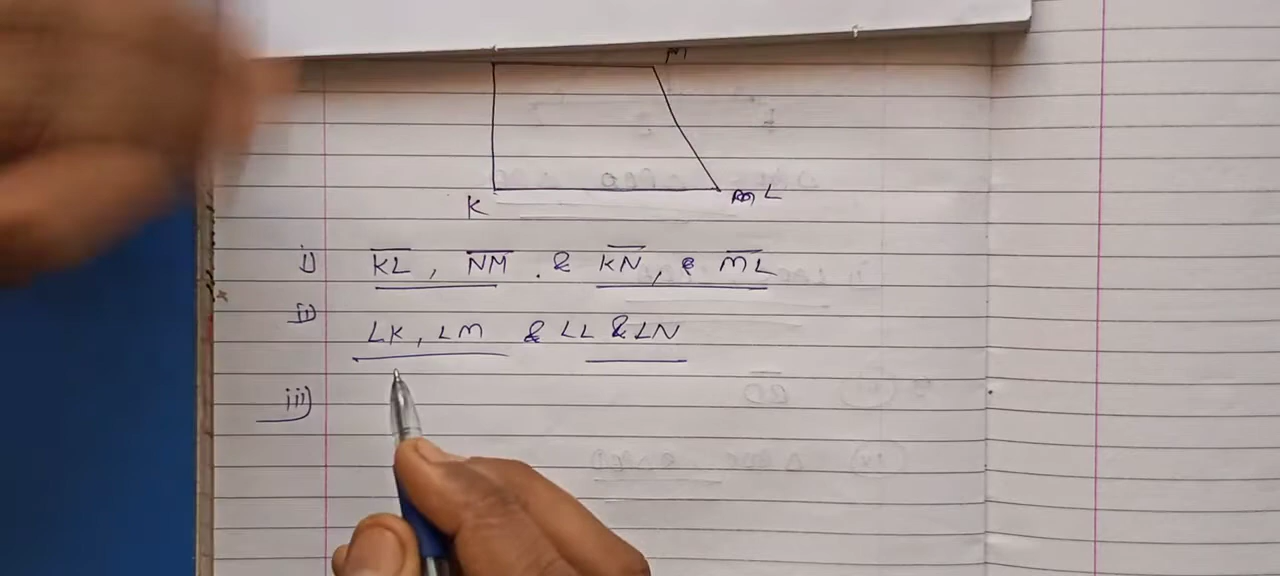 M
K L
i) KL, NM . & KN, & ML
ii) ∠K, ∠M & ∠L & ∠N
iii)